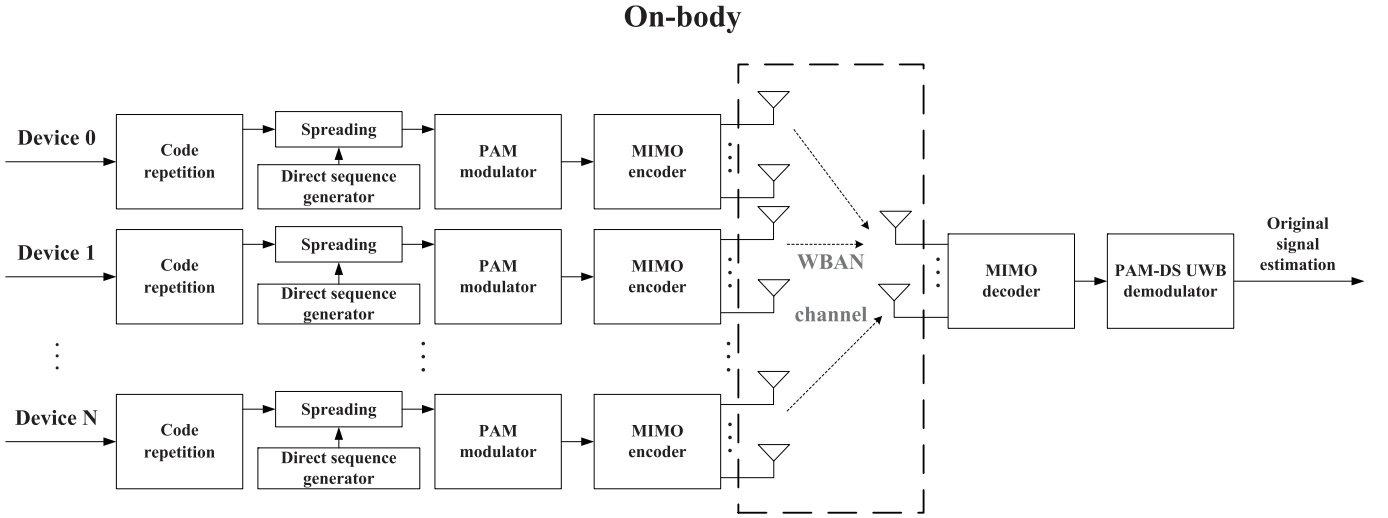 On-body
Device 0
Code
repetition
Spreading
Direct sequence
generator
PAM
modulator
MIMO
encoder
Device 1
Code
repetition
Spreading
Direct sequence
generator
PAM
modulator
MIMO
encoder
WBAN
channel
MIMO
decoder
PAM-DS UWB
demodulator
Original
signal
estimation
Device N
Code
repetition
Spreading
Direct sequence
generator
PAM
modulator
MIMO
encoder